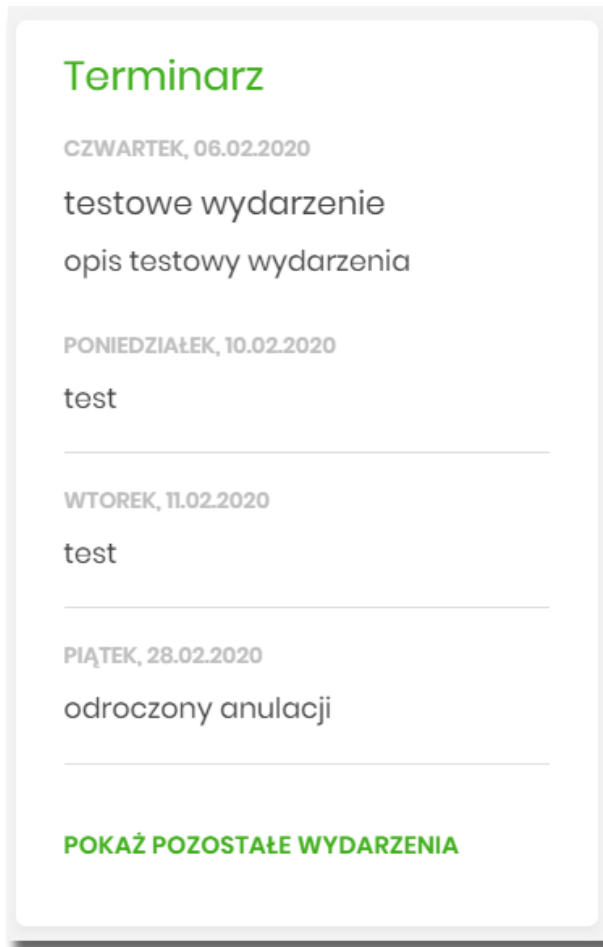 Terminarz
CZWARTEK, 06.02.2020
testowe wydarzenie
opis testowy wydarzenia
PONIEDZIAŁEK, 10.02.2020
test
WTOREK, 11.02.2020
test
PIĄTEK, 28.02.2020
odroczony anulacji
POKAŻ POZOSTAŁE WYDARZENIA